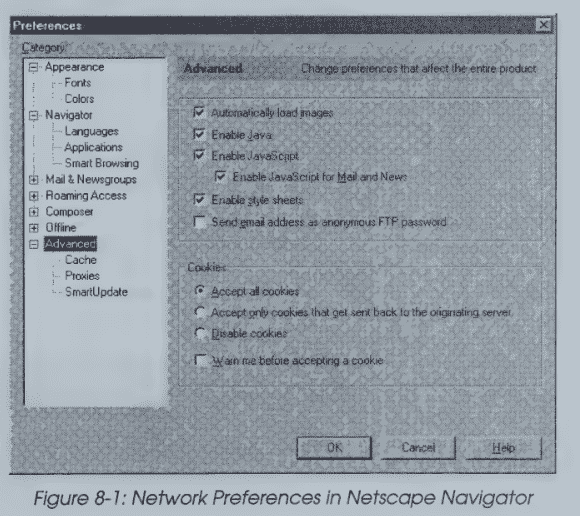 Preferences
Category:
Appearance
Fonts
Colors
Navigator
Languages
Applications
Smart Browsing
Mail & Newsgroups
Roaming Access
Composer
Offline
Advanced
Cache
Proxies
SmartUpdate
Advanced Change preferences that affect the entire product
Automatically load images
Enable Java
Enable JavaScript
Enable JavaScript for Mail and News
Enable style sheets
Send email address as anonymous FTP password
Cookies
Accept all cookies
Accept only cookies that get sent back to the originating server
Disable cookies
Warn me before accepting a cookie
OK Cancel Help
Figure 8-1: Network Preferences in Netscape Navigator